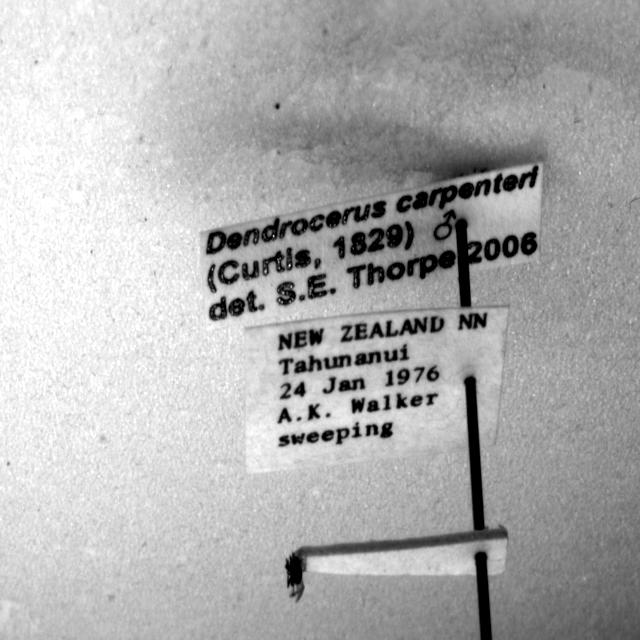 Dendrocerus carpenteri
(Curtis, 1829) ♂
det. S.E. Thorpe 2006
NEW ZEALAND NN
Tahunanui
24 Jan 1976
A.K. Walker
sweeping